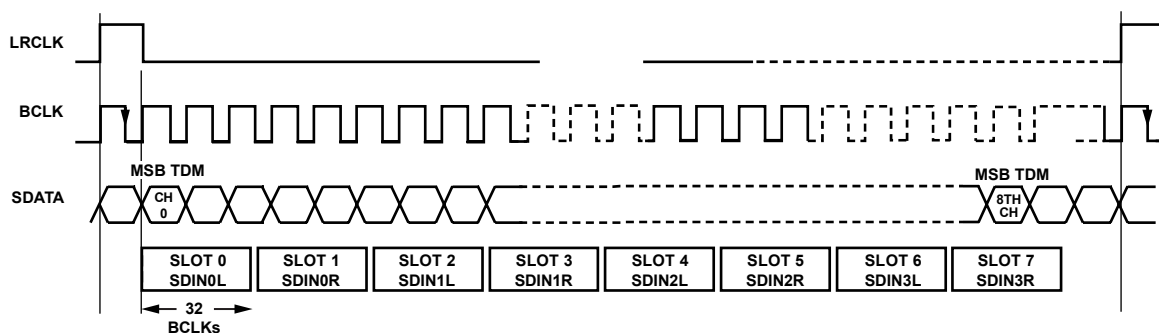 LRCLK
BCLK
MSB TDM
MSB TDM
SDATA
CH
0
8TH
CH
SLOT 0
SDIN0L
SLOT 1
SDIN0R
SLOT 2
SDIN1L
SLOT 3
SDIN1R
SLOT 4
SDIN2L
SLOT 5
SDIN2R
SLOT 6
SDIN3L
SLOT 7
SDIN3R
32
BCLKs